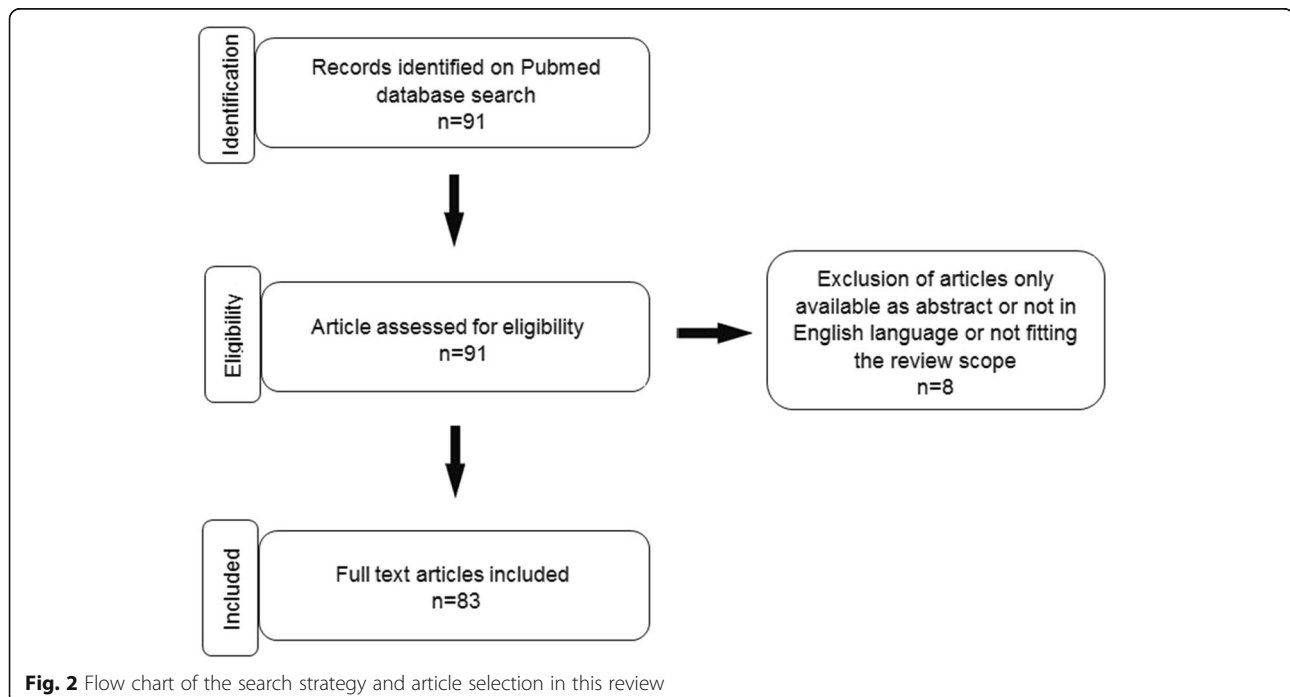 Identification
Records identified on Pubmed
database search
n=91
Eligibility
Article assessed for eligibility
n=91
Exclusion of articles only
available as abstract or not in
English language or not fitting
the review scope
n=8
Included
Full text articles included
n=83
Fig. 2 Flow chart of the search strategy and article selection in this review